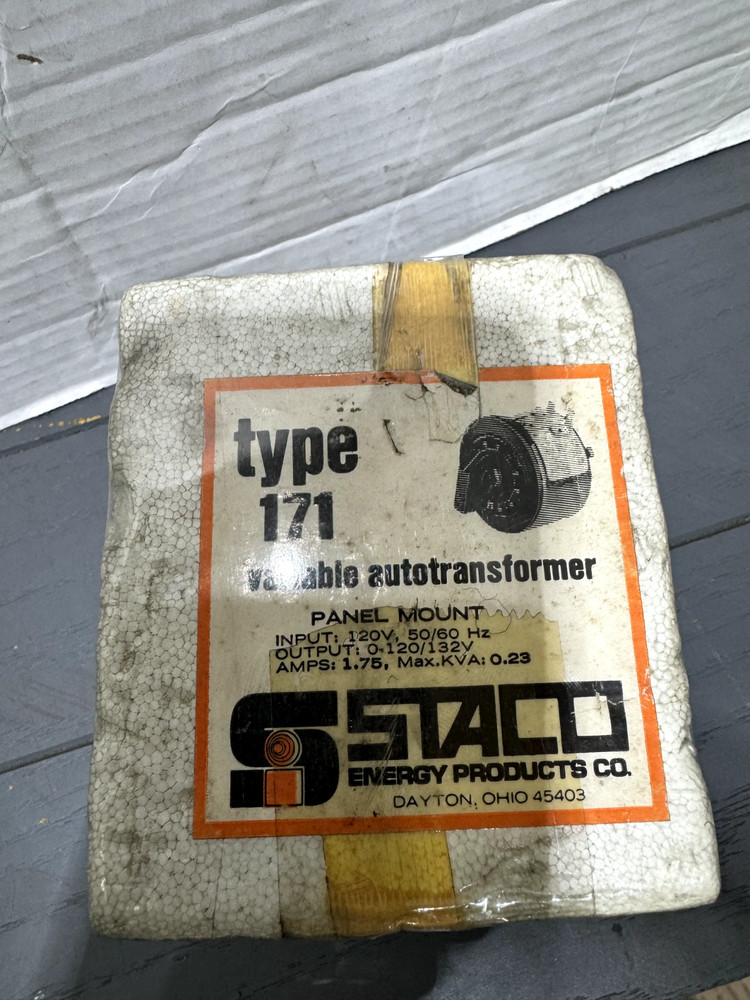 type
171
variable autotransformer
PANEL MOUNT
INPUT: 120V, 50/60 Hz
OUTPUT: 0-120/132V
AMPS: 1.75, Max.KVA: 0.23
STACO
ENERGY PRODUCTS CO.
DAYTON, OHIO 45403